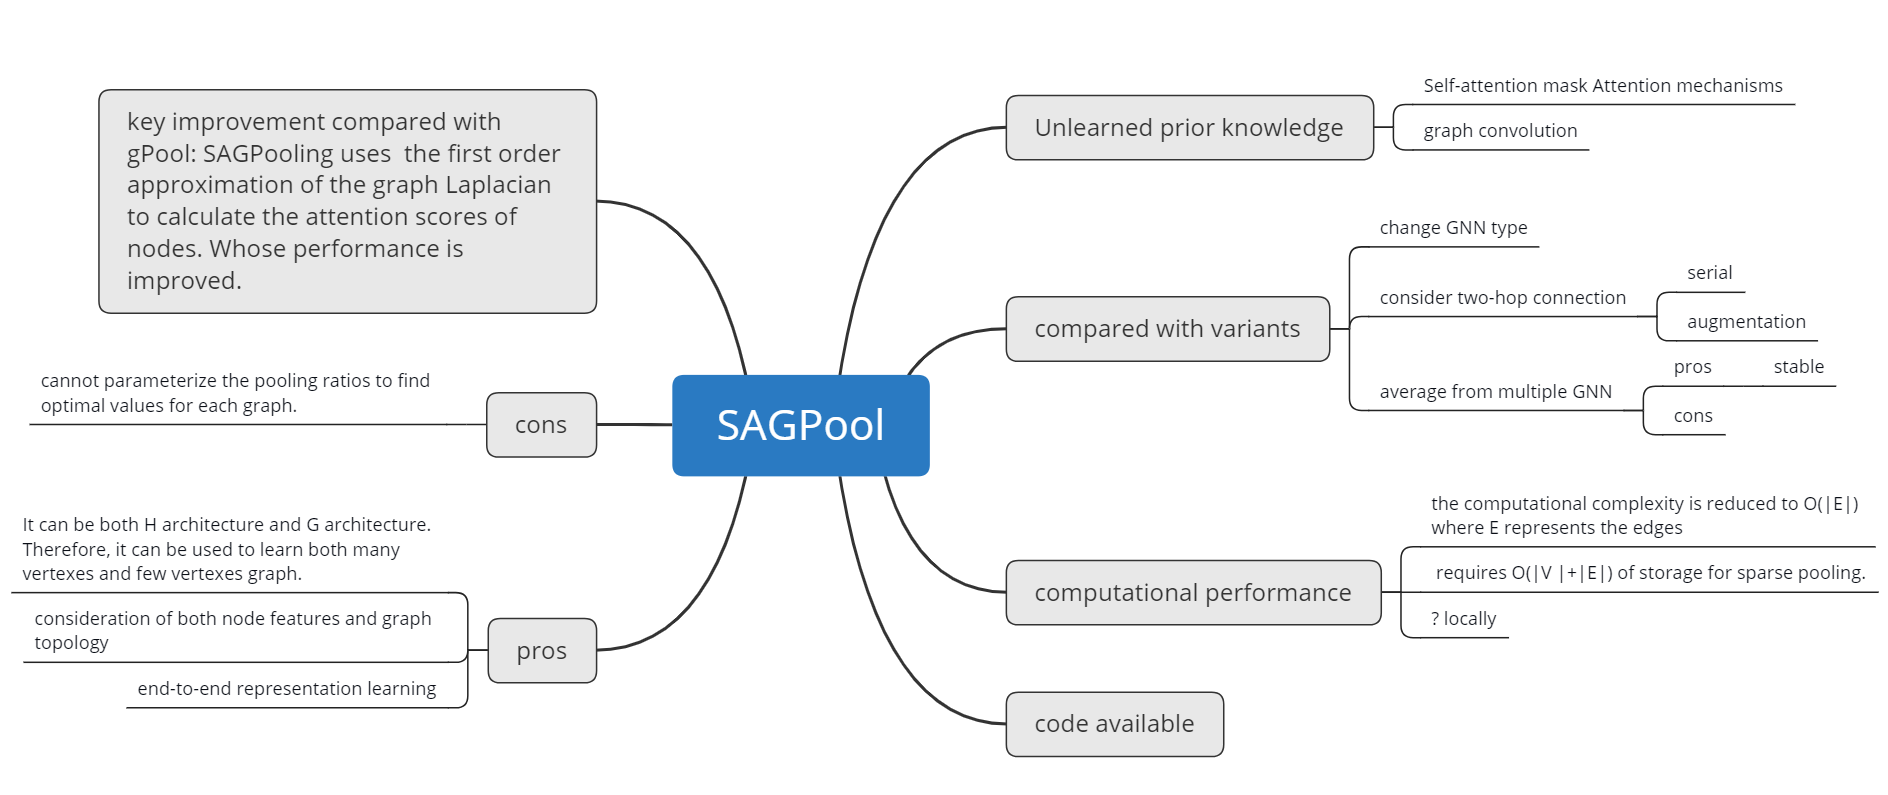 SAGPool
key improvement compared with
gPool: SAGPooling uses  the first order
approximation of the graph Laplacian
to calculate the attention scores of
nodes. Whose performance is
improved.
cons
cannot parameterize the pooling ratios to find
optimal values for each graph.
pros
It can be both H architecture and G architecture.
Therefore, it can be used to learn both many
vertexes and few vertexes graph.
consideration of both node features and graph
topology
end-to-end representation learning
Unlearned prior knowledge
Self-attention mask Attention mechanisms
graph convolution
compared with variants
change GNN type
consider two-hop connection
serial
augmentation
average from multiple GNN
pros
stable
cons
computational performance
the computational complexity is reduced to O(|E|)
where E represents the edges
requires O(|V |+|E|) of storage for sparse pooling.
? locally
code available